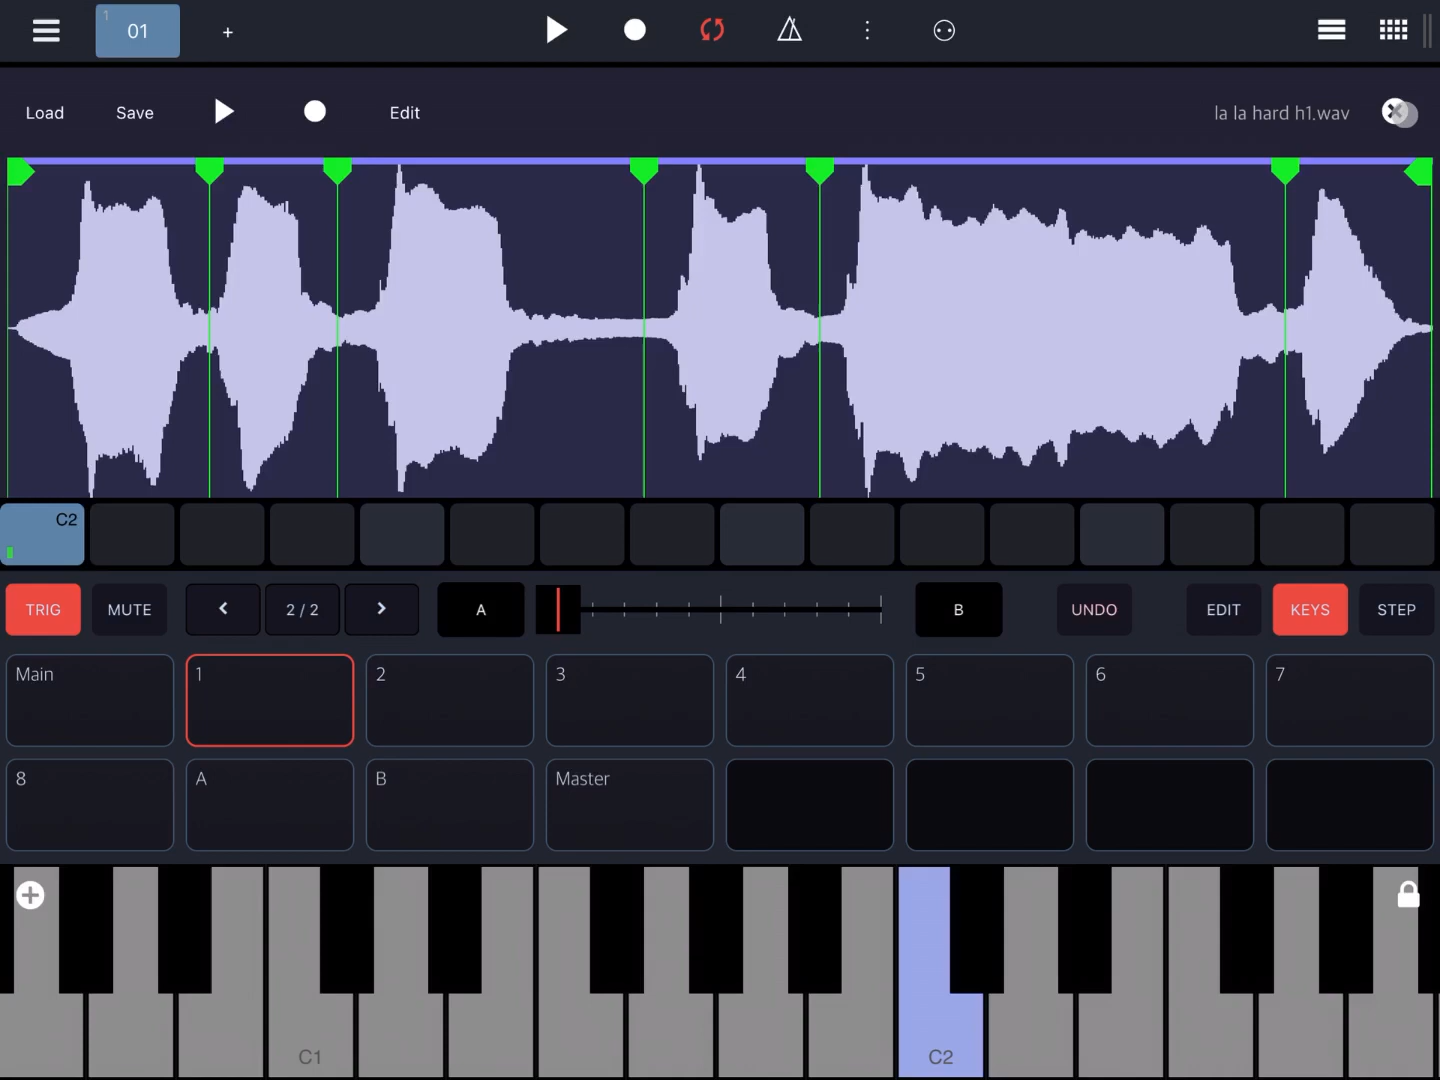 1
01
+
Load Save Edit la la hard h1.wav
C2
TRIG MUTE < 2 / 2 > A B UNDO EDIT KEYS STEP
Main 1 2 3 4 5 6 7
8 A B Master
C1 C2